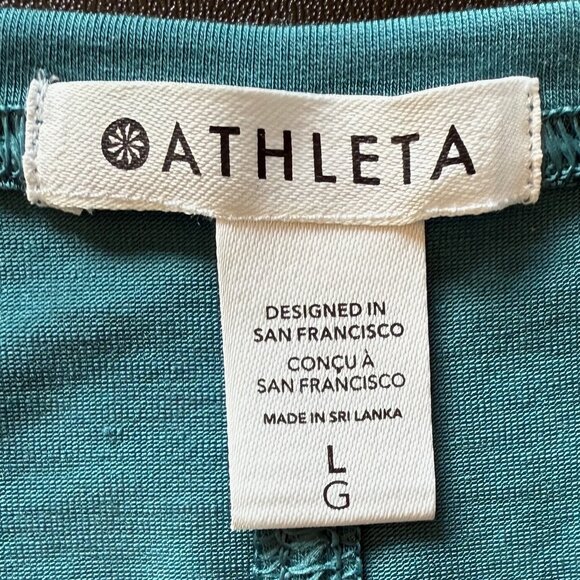 ATHLETA
DESIGNED IN
SAN FRANCISCO
CONÇU À
SAN FRANCISCO
MADE IN SRI LANKA
L
G